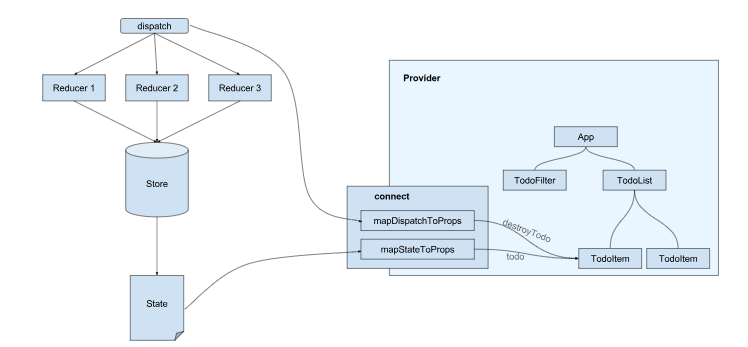 dispatch
Reducer 1
Reducer 2
Reducer 3
Store
State
Provider
App
TodoFilter
TodoList
connect
mapDispatchToProps
mapStateToProps
destroyTodo
todo
TodoItem
TodoItem